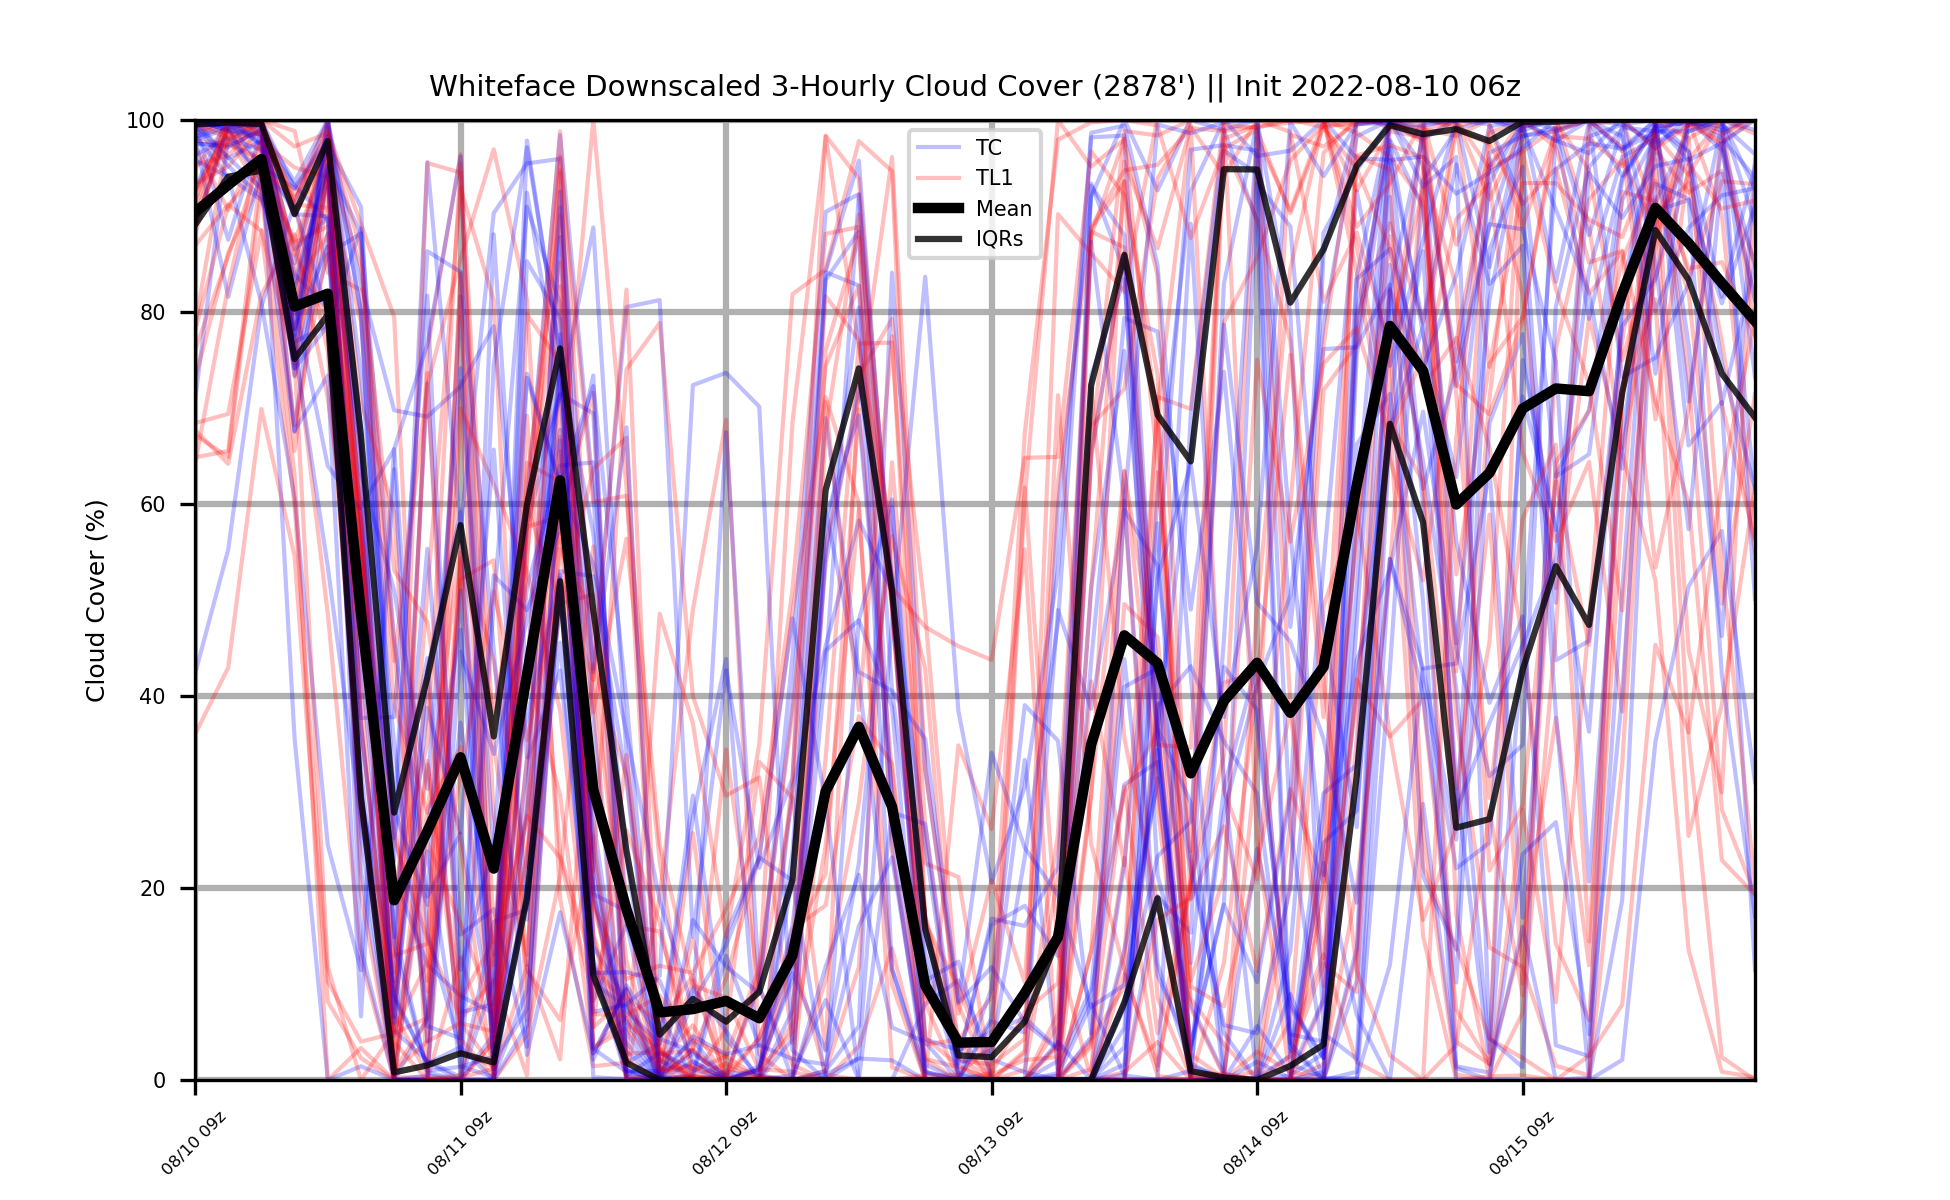 Whiteface Downscaled 3-Hourly Cloud Cover (2878') || Init 2022-08-10 06z
100
80
60
40
20
0
Cloud Cover (%)
TC
TL1
Mean
IQRs
08/10 09z
08/11 09z
08/12 09z
08/13 09z
08/14 09z
08/15 09z